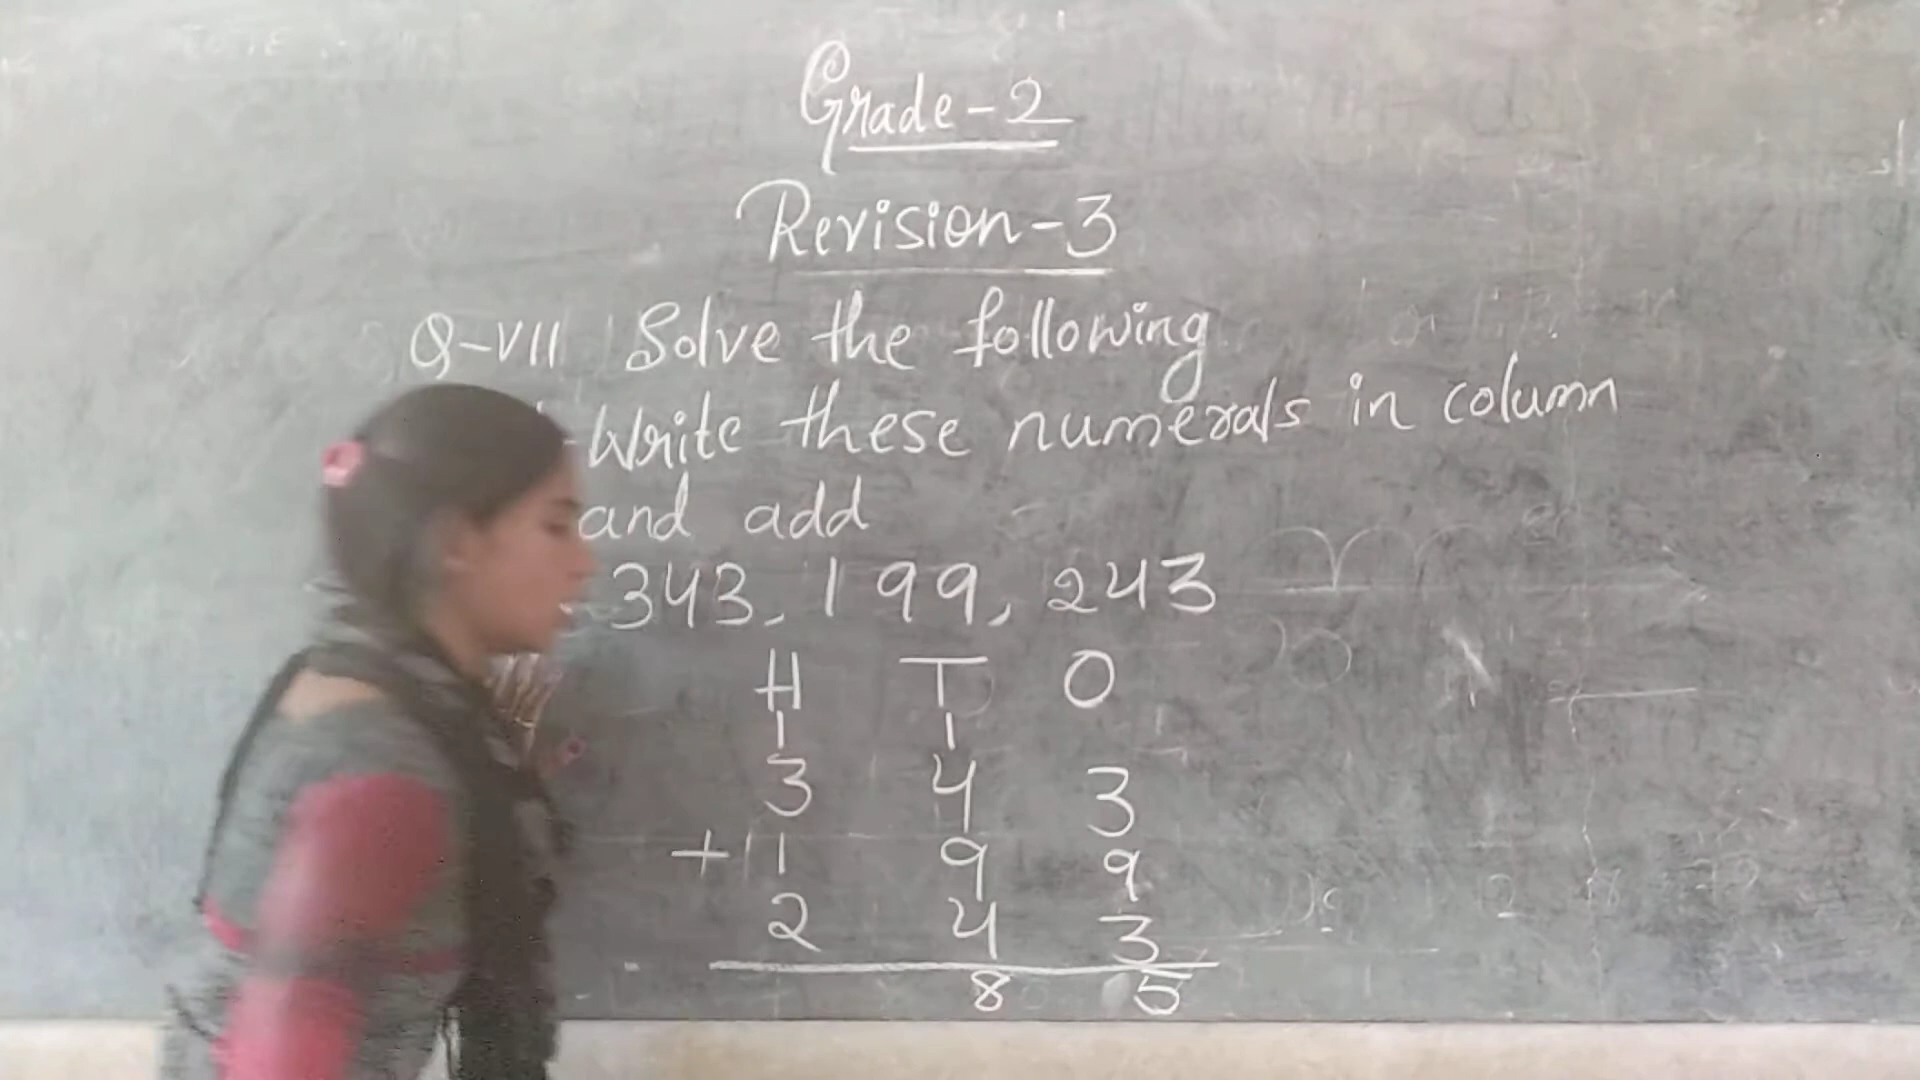 Grade-2
Revision-3
Q-VII Solve the following
Write these numerals in column
and add
343, 199, 243
H T O
1 1
3 4 3
+ 1 9 9
2 4 3
8 5